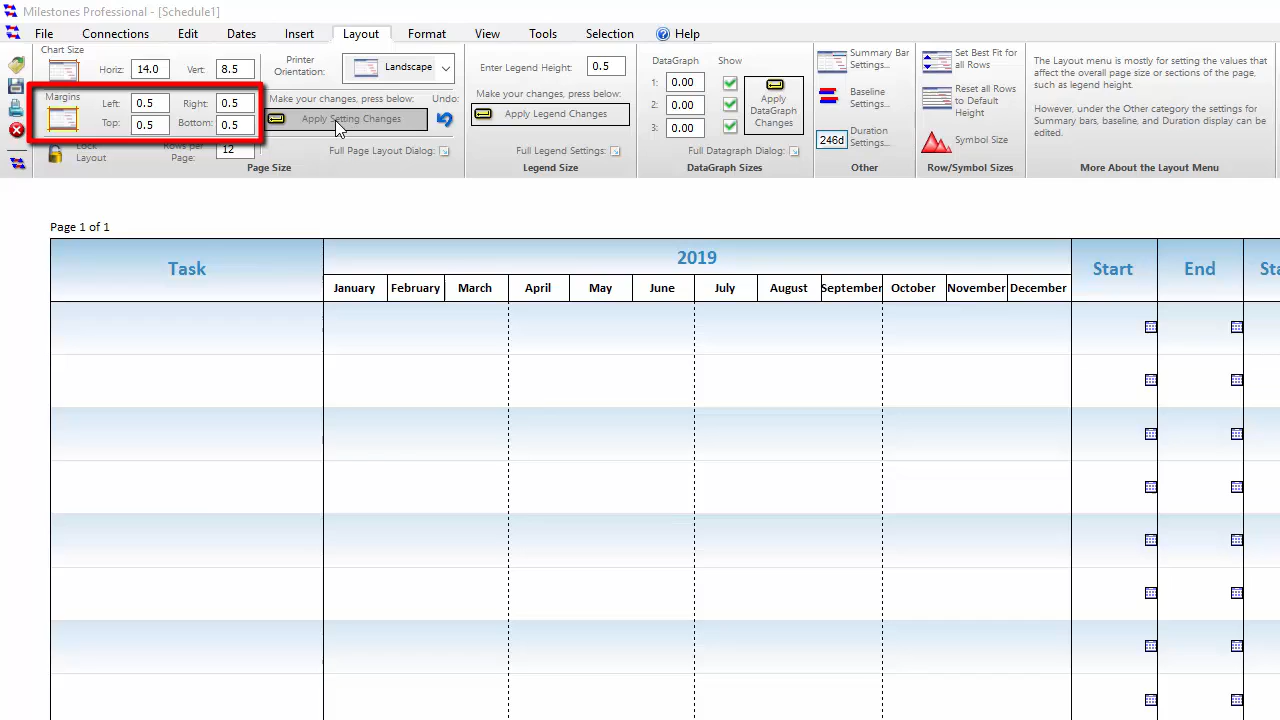 Milestones Professional - [Schedule1]
File Connections Edit Dates Insert Layout Format View Tools Selection Help
Chart Size
Horiz: 14.0 Vert: 8.5
Margins
Left: 0.5 Right: 0.5
Top: 0.5 Bottom: 0.5
Lock
Layout
Rows per
Page: 12
Printer
Orientation: Landscape
Make your changes, press below: Undo:
Apply Setting Changes
Full Page Layout Dialog:
Page Size
Enter Legend Height: 0.5
Make your changes, press below:
Apply Legend Changes
Full Legend Settings:
Legend Size
DataGraph Show
1: 0.00
2: 0.00
3: 0.00
Apply
DataGraph
Changes
Full Datagraph Dialog:
DataGraph Sizes
Summary Bar
Settings...
Baseline
Settings...
246d Duration
Settings...
Other
Set Best Fit for
all Rows
Reset all Rows
to Default
Height
Symbol Size
Row/Symbol Sizes
The Layout menu is mostly for setting the values that
affect the overall page size or sections of the page,
such as legend height.
However, under the Other category the settings for
Summary bars, baseline, and Duration display can be
edited.
More About the Layout Menu
Page 1 of 1
Task 2019 Start End Sta
January February March April May June July August September October November December